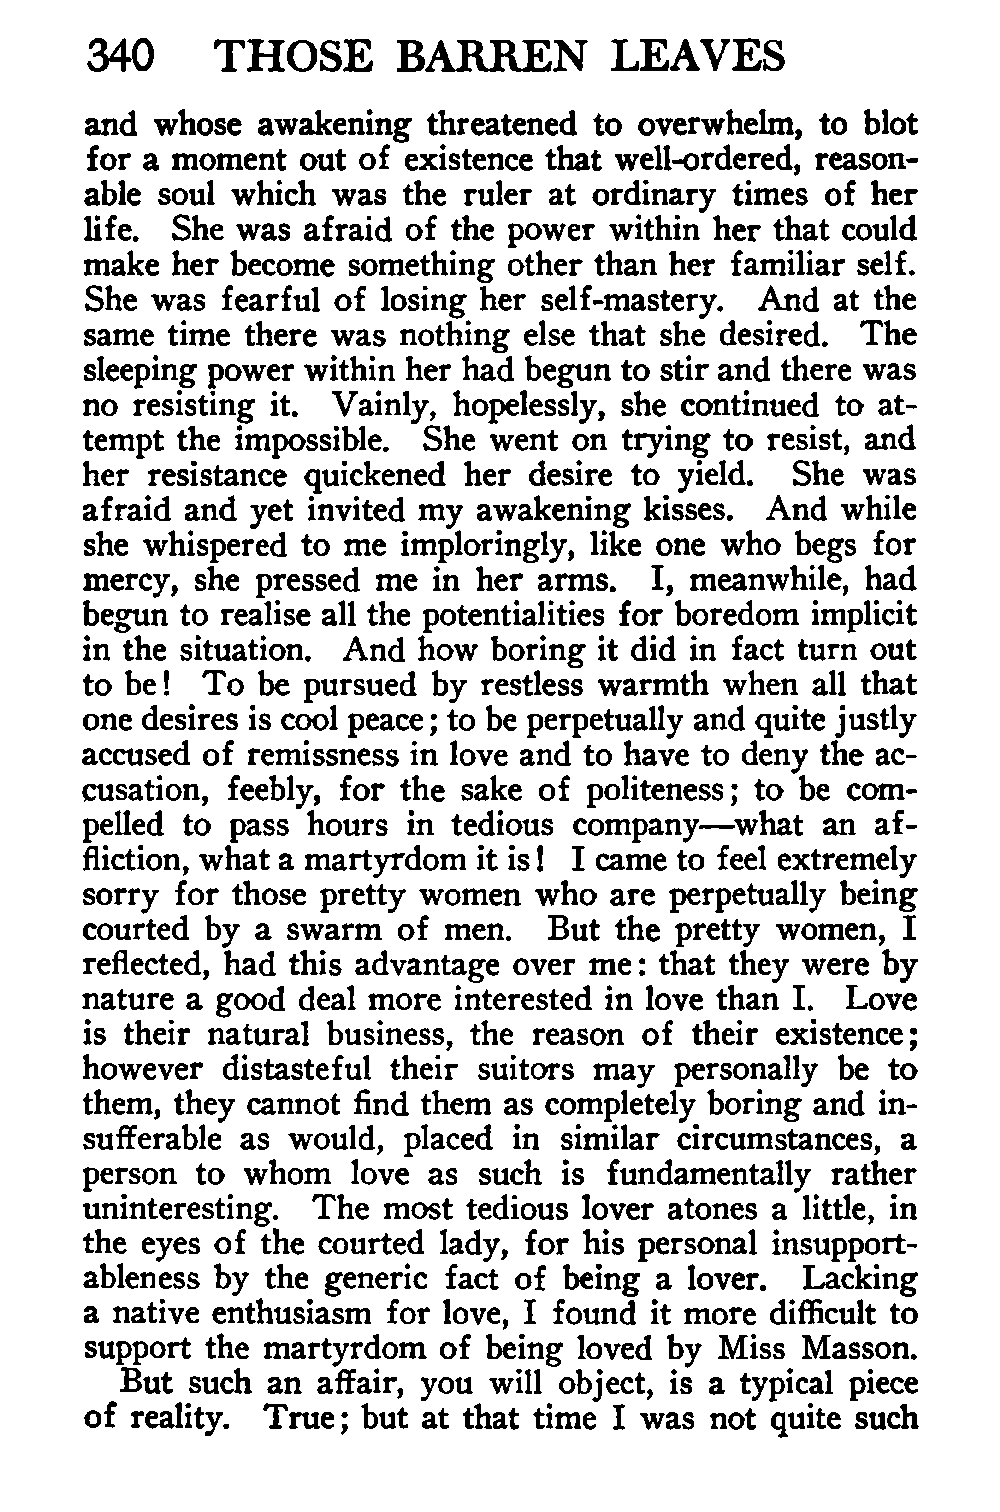 340 THOSE BARREN LEAVES
and whose awakening threatened to overwhelm, to blot
for a moment out of existence that well-ordered, reason-
able soul which was the ruler at ordinary times of her
life. She was afraid of the power within her that could
make her become something other than her familiar self.
She was fearful of losing her self-mastery. And at the
same time there was nothing else that she desired. The
sleeping power within her had begun to stir and there was
no resisting it. Vainly, hopelessly, she continued to at-
tempt the impossible. She went on trying to resist, and
her resistance quickened her desire to yield. She was
afraid and yet invited my awakening kisses. And while
she whispered to me imploringly, like one who begs for
mercy, she pressed me in her arms. I, meanwhile, had
begun to realise all the potentialities for boredom implicit
in the situation. And how boring it did in fact turn out
to be! To be pursued by restless warmth when all that
one desires is cool peace; to be perpetually and quite justly
accused of remissness in love and to have to deny the ac-
cusation, feebly, for the sake of politeness; to be com-
pelled to pass hours in tedious company—what an af-
fliction, what a martyrdom it is! I came to feel extremely
sorry for those pretty women who are perpetually being
courted by a swarm of men. But the pretty women, I
reflected, had this advantage over me: that they were by
nature a good deal more interested in love than I. Love
is their natural business, the reason of their existence;
however distasteful their suitors may personally be to
them, they cannot find them as completely boring and in-
sufferable as would, placed in similar circumstances, a
person to whom love as such is fundamentally rather
uninteresting. The most tedious lover atones a little, in
the eyes of the courted lady, for his personal insupport-
ableness by the generic fact of being a lover. Lacking
a native enthusiasm for love, I found it more difficult to
support the martyrdom of being loved by Miss Masson.
But such an affair, you will object, is a typical piece
of reality. True; but at that time I was not quite such